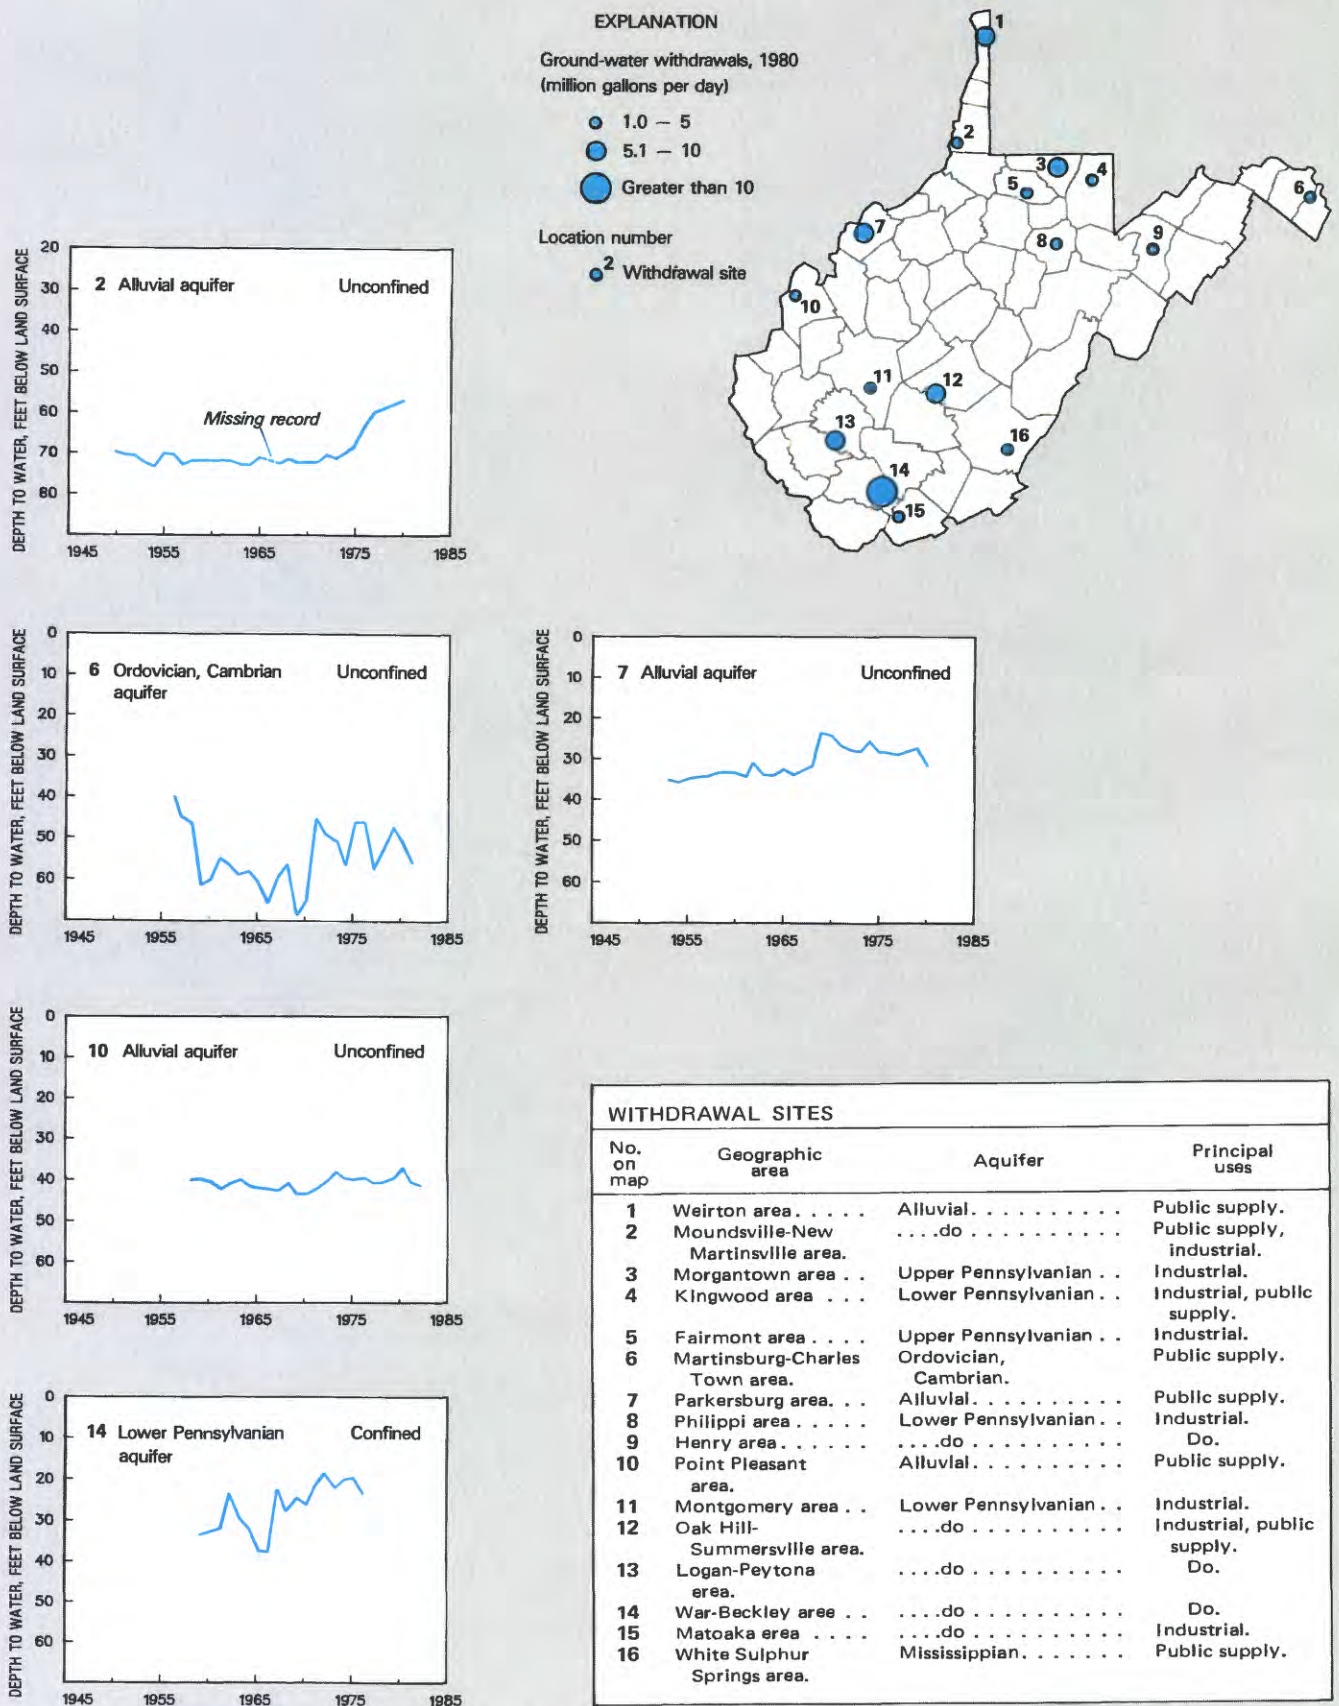 EXPLANATION
Ground-water withdrawals, 1980
(million gallons per day)
1.0 — 5
5.1 — 10
Greater than 10
Location number
2 Withdrawal site
1
2
3
4
5
6
7
8
9
10
11
12
13
14
15
16
DEPTH TO WATER, FEET BELOW LAND SURFACE
20
30
40
50
60
70
80
2 Alluvial aquifer Unconfined
Missing record
1945 1955 1965 1975 1985
DEPTH TO WATER, FEET BELOW LAND SURFACE
0
10
20
30
40
50
60
6 Ordovician, Cambrian Unconfined
aquifer
1945 1955 1965 1975 1985
DEPTH TO WATER, FEET BELOW LAND SURFACE
0
10
20
30
40
50
60
7 Alluvial aquifer Unconfined
1945 1955 1965 1975 1985
DEPTH TO WATER, FEET BELOW LAND SURFACE
0
10
20
30
40
50
60
10 Alluvial aquifer Unconfined
1945 1955 1965 1975 1985
DEPTH TO WATER, FEET BELOW LAND SURFACE
0
10
20
30
40
50
60
14 Lower Pennsylvanian Confined
aquifer
1945 1955 1965 1975 1985
WITHDRAWAL SITES
No. on map Geographic area Aquifer Principal uses
1 Weirton area . . . . . Alluvial. . . . . . . . . . Public supply.
2 Moundsville-New . . . .do . . . . . . . . . . Public supply,
Martinsville area. industrial.
3 Morgantown area . . Upper Pennsylvanian . . Industrial.
4 Kingwood area . . . Lower Pennsylvanian . . Industrial, public
supply.
5 Fairmont area . . . . Upper Pennsylvanian . . Industrial.
6 Martinsburg-Charles Ordovician, Public supply.
Town area. Cambrian.
7 Parkersburg area. . . Alluvial. . . . . . . . . . Public supply.
8 Philippi area . . . . . Lower Pennsylvanian. . Industrial.
9 Henry area. . . . . . . . . .do . . . . . . . . . . Do.
10 Point Pleasant Alluvial. . . . . . . . . . Public supply.
area.
11 Montgomery area . . Lower Pennsylvanian . . Industrial.
12 Oak Hill- . . . .do . . . . . . . . . . Industrial, public
Summersville area. supply.
13 Logan-Peytona . . . .do . . . . . . . . . . Do.
erea.
14 War-Beckley aree . . . . . .do . . . . . . . . . . Do.
15 Matoaka erea . . . . . . . .do . . . . . . . . . . Industrial.
16 White Sulphur Mississippian. . . . . . . Public supply.
Springs area.